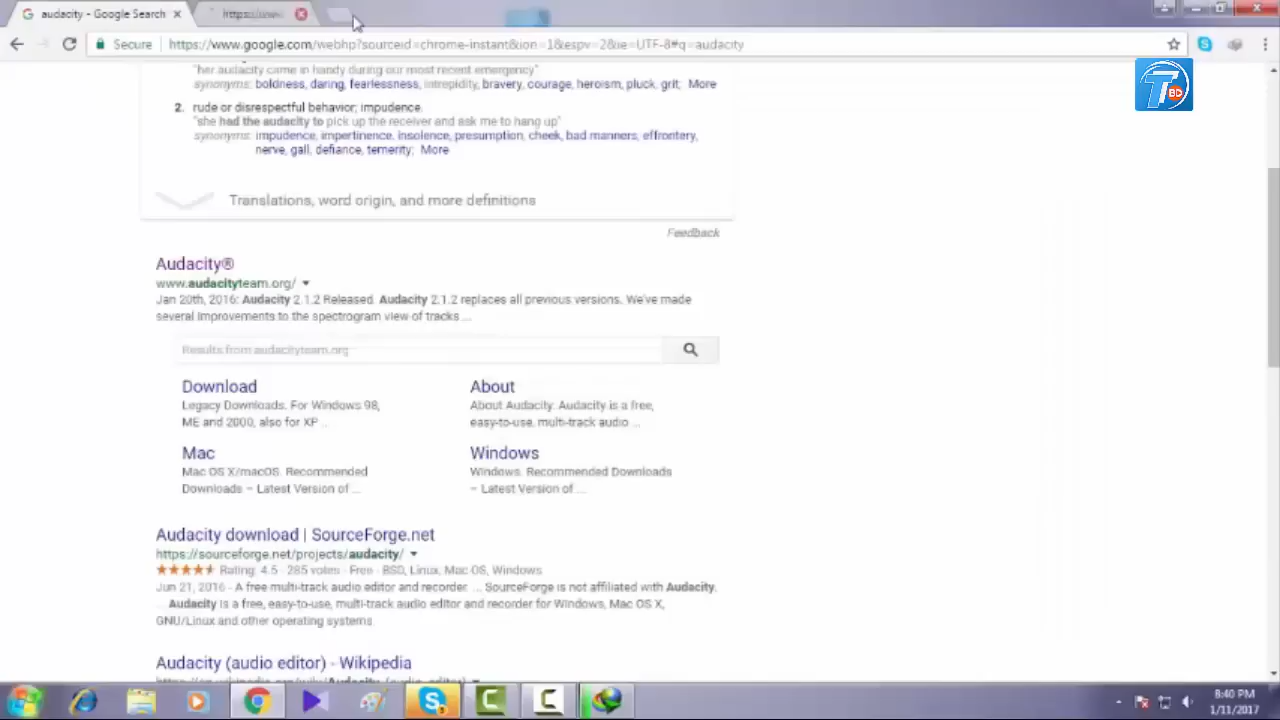 audacity - Google Search
https://www
Secure
https://www.google.com/webhp?sourceid=chrome-instant&ion=1&espv=2&ie=UTF-8#q=audacity
"her audacity came in handy during our most recent emergency"
synonyms: boldness, daring, fearlessness, intrepidity, bravery, courage, heroism, pluck, grit; More
2. rude or disrespectful behavior; impudence.
"she had the audacity to pick up the receiver and ask me to hang up"
synonyms: impudence, impertinence, insolence, presumption, cheek, bad manners, effrontery,
nerve, gall, defiance, temerity; More
Translations, word origin, and more definitions
Feedback
Audacity®
www.audacityteam.org/
Jan 20th, 2016: Audacity 2.1.2 Released. Audacity 2.1.2 replaces all previous versions. We've made
several improvements to the spectrogram view of tracks ...
Results from audacityteam.org
Download
Legacy Downloads. For Windows 98,
ME and 2000, also for XP ...
About
About Audacity. Audacity is a free,
easy-to-use, multi-track audio ...
Mac
Mac OS X/macOS. Recommended
Downloads – Latest Version of ...
Windows
Windows. Recommended Downloads
– Latest Version of ...
Audacity download | SourceForge.net
https://sourceforge.net/projects/audacity/
Rating: 4.5 - 285 votes - Free - BSD, Linux, Mac OS, Windows
Jun 21, 2016 - A free multi-track audio editor and recorder. ... SourceForge is not affiliated with Audacity.
... Audacity is a free, easy-to-use, multi-track audio editor and recorder for Windows, Mac OS X,
GNU/Linux and other operating systems.
Audacity (audio editor) - Wikipedia
T BD
8:40 PM
1/11/2017